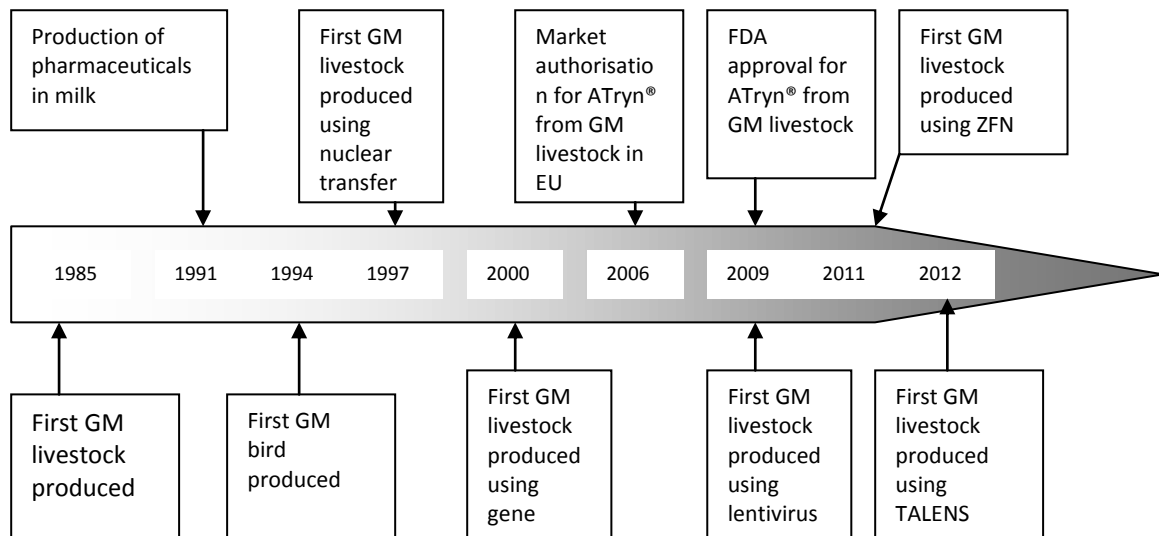 Production of
pharmaceuticals
in milk
First GM
livestock
produced
using
nuclear
transfer
Market
authorisatio
n for ATryn®
from GM
livestock in
EU
FDA
approval for
ATryn® from
GM livestock
First GM
livestock
produced
using ZFN
1985
1991
1994
1997
2000
2006
2009
2011
2012
First GM
livestock
produced
First GM
bird
produced
First GM
livestock
produced
using
gene
First GM
livestock
produced
using
lentivirus
First GM
livestock
produced
using
TALENS